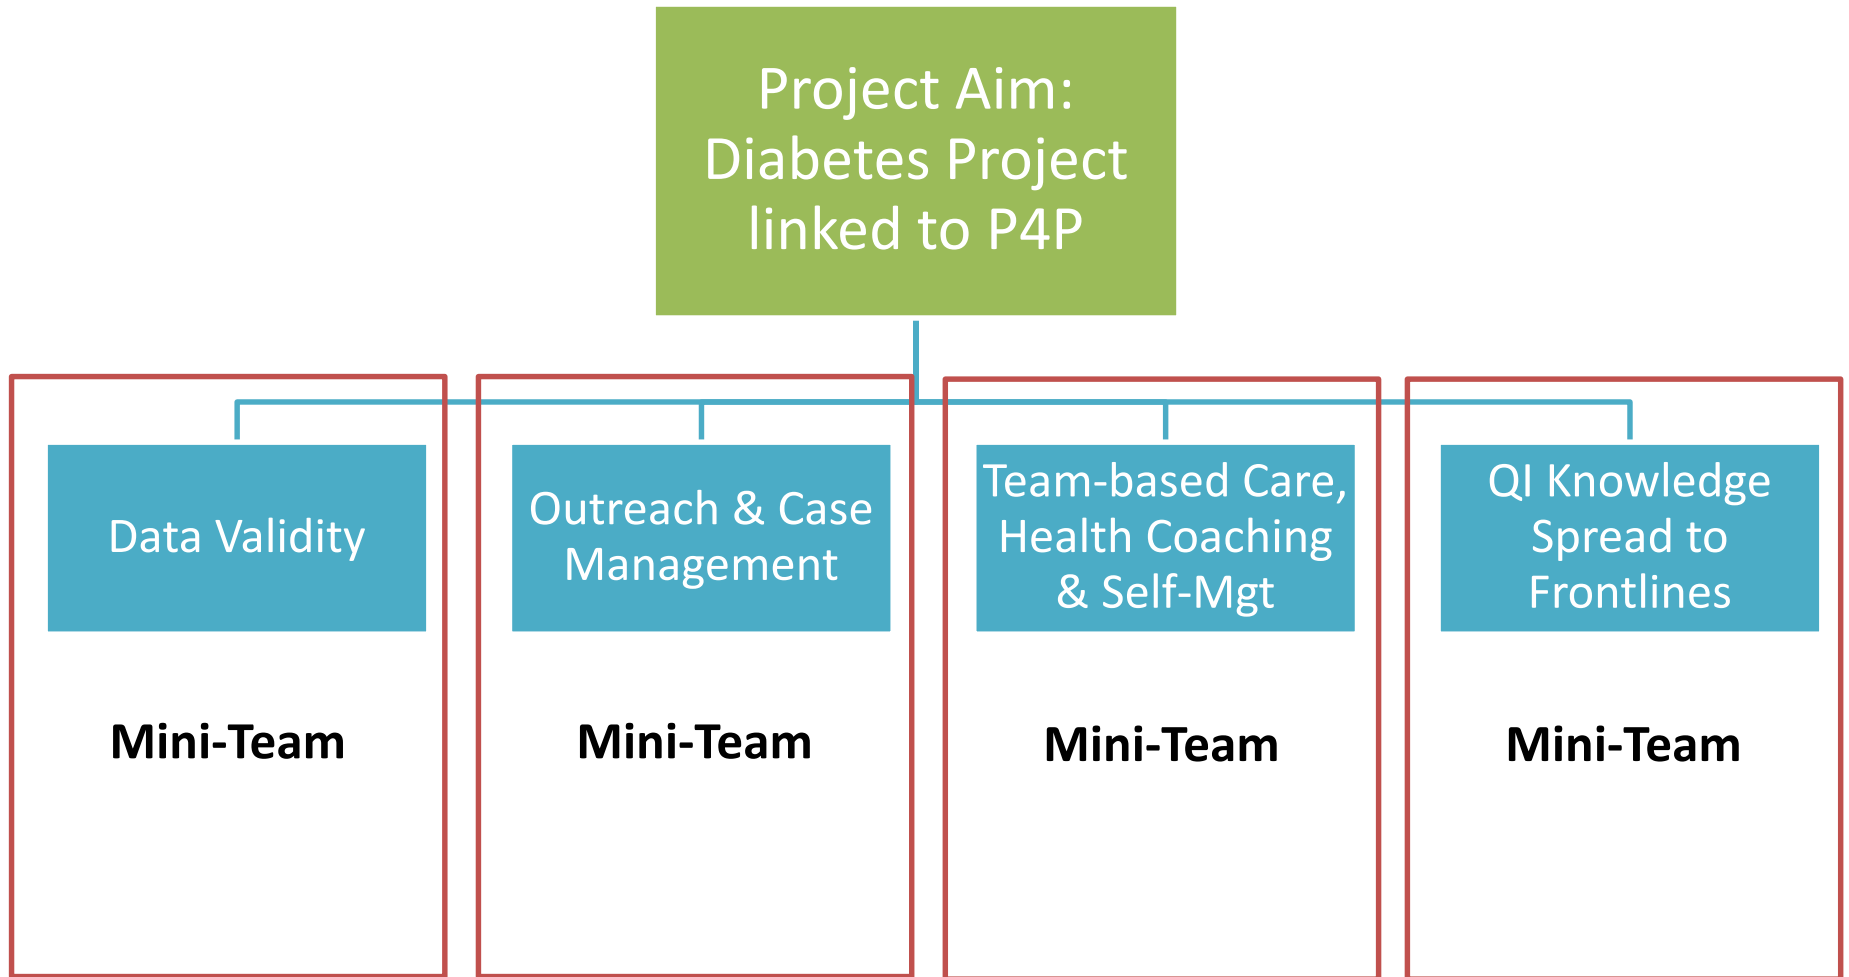 Project Aim:
Diabetes Project
linked to P4P
Data Validity
Outreach & Case
Management
Team-based Care,
Health Coaching
& Self-Mgt
QI Knowledge
Spread to
Frontlines
Mini-Team
Mini-Team
Mini-Team
Mini-Team